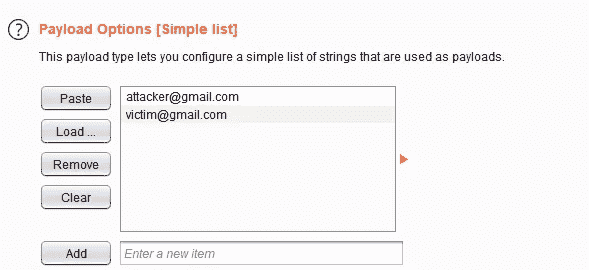 ?
Payload Options [Simple list]
This payload type lets you configure a simple list of strings that are used as payloads.
Paste
attacker@gmail.com
victim@gmail.com
Load ...
Remove
Clear
Add
Enter a new item